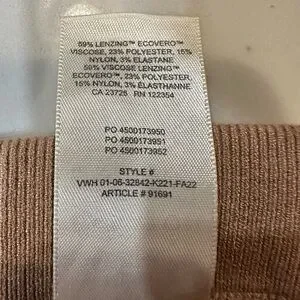 59% LENZING™ ECOVERO™
VISCOSE, 23% POLYESTER, 15%
NYLON, 3% ELASTANE
59% VISCOSE LENZING™
ECOVERO™, 23% POLYESTER,
15% NYLON, 3% ÉLASTHANNE
CA 23725 RN 122354
PO 4500173950
PO 4500173951
PO 4500173952
STYLE #
VWH 01-06-32842-K221-FA22
ARTICLE # 91691